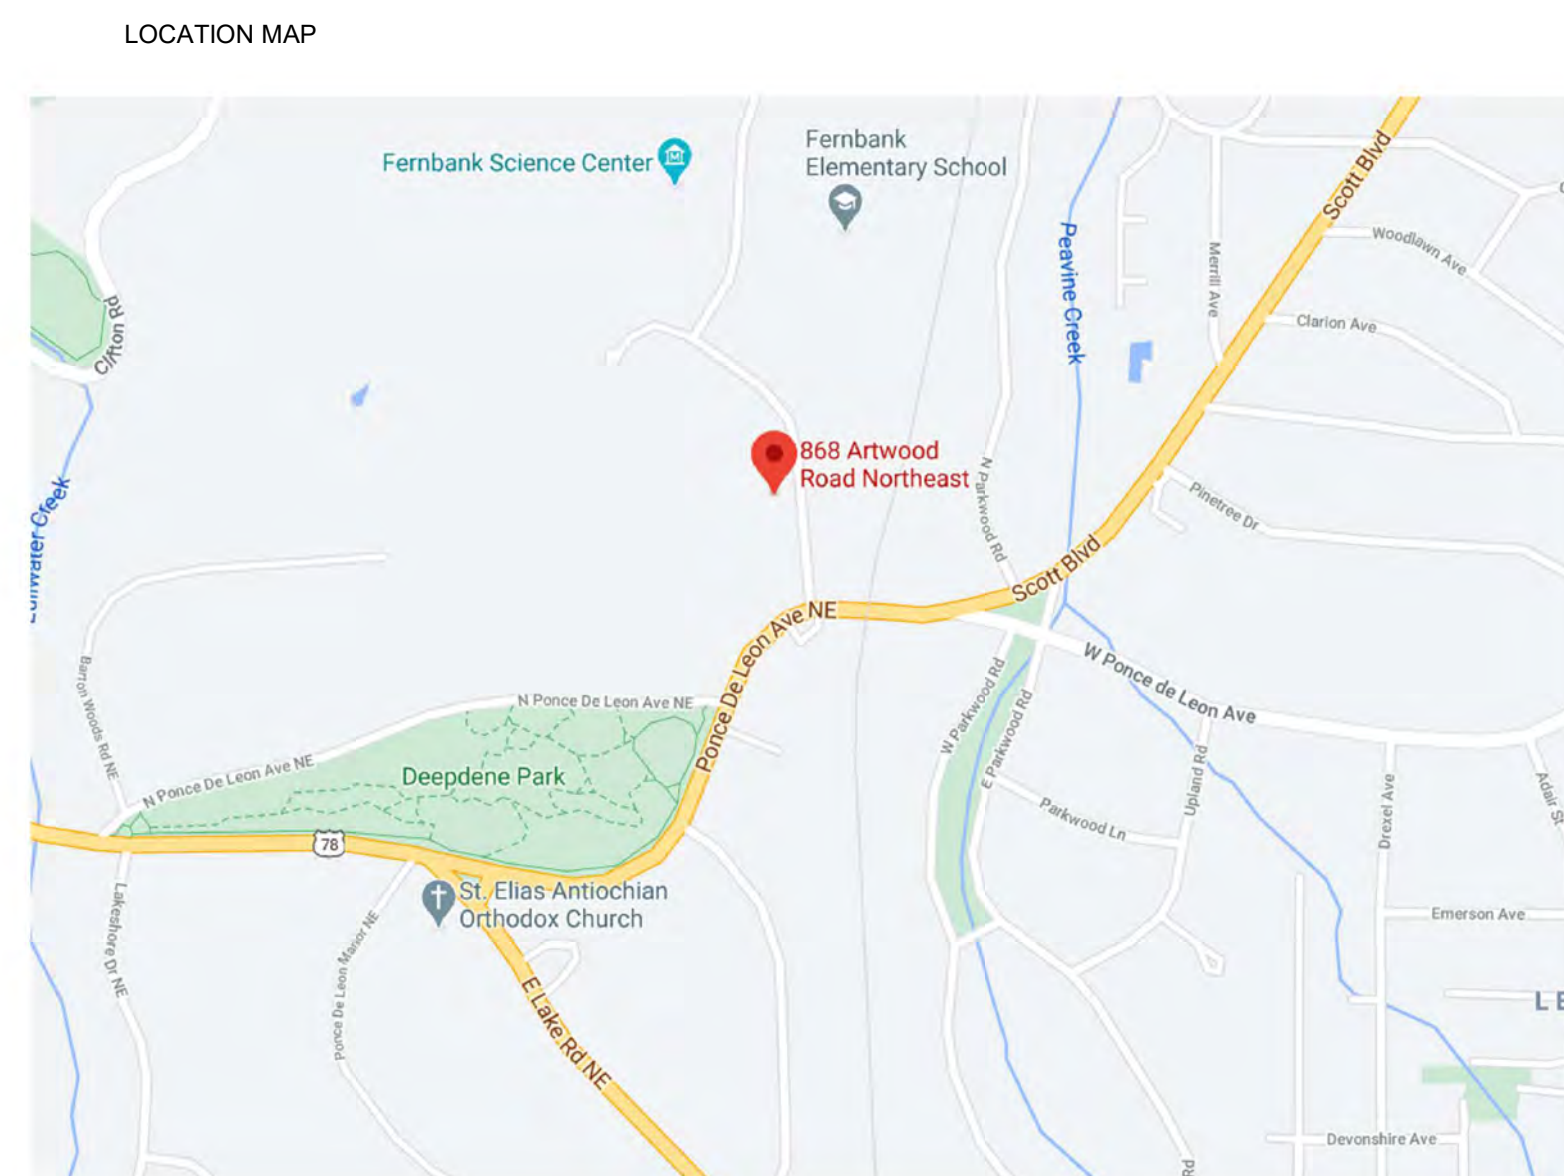 LOCATION MAP
Fernbank Science Center
Fernbank
Elementary School
Scott Blvd
Peavine Creek
Woodlawn Ave
Merrill Ave
Clifton Rd
Clarion Ave
868 Artwood
Road Northeast
N Parkwood Rd
Pinetree Dr
Creek
Scott Blvd
Ponce De Leon Ave NE
W Ponce de Leon Ave
W Parkwood Rd
E Parkwood Rd
Barton Woods Rd NE
N Ponce De Leon Ave NE
N Ponce De Leon Ave NE
Deepdene Park
Upland Rd
Parkwood Ln
Drexel Ave
Adair St
78
St. Elias Antiochian
Orthodox Church
Lakeshore Dr NE
Ponce De Leon Manor NE
Emerson Ave
E Lake Rd NE
LE
Devonshire Ave